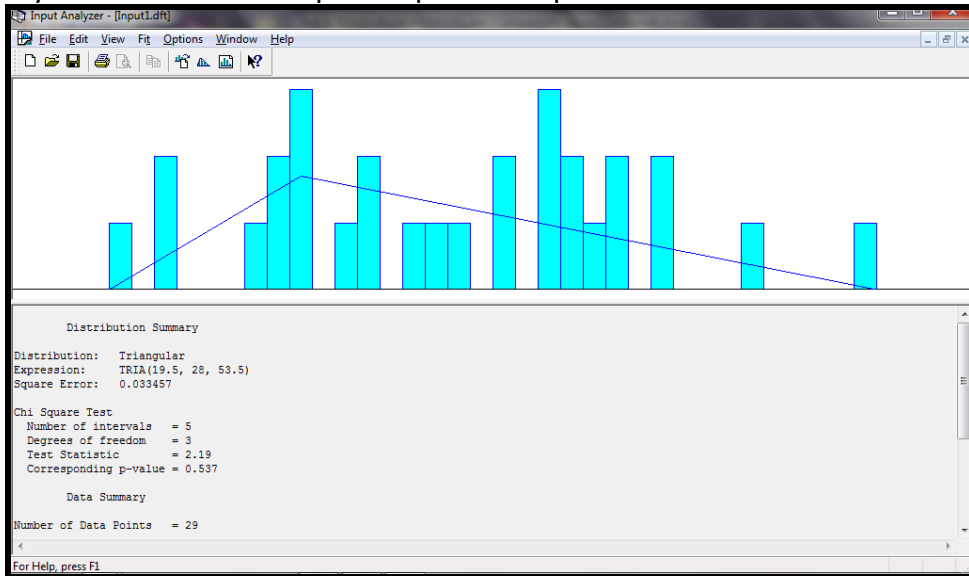 Input Analyzer - [Input1.dft]
File Edit View Fit Options Window Help
Distribution Summary
Distribution: Triangular
Expression: TRIA(19.5, 28, 53.5)
Square Error: 0.033457
Chi Square Test
Number of intervals = 5
Degrees of freedom = 3
Test Statistic = 2.19
Corresponding p-value = 0.537
Data Summary
Number of Data Points = 29
For Help, press F1